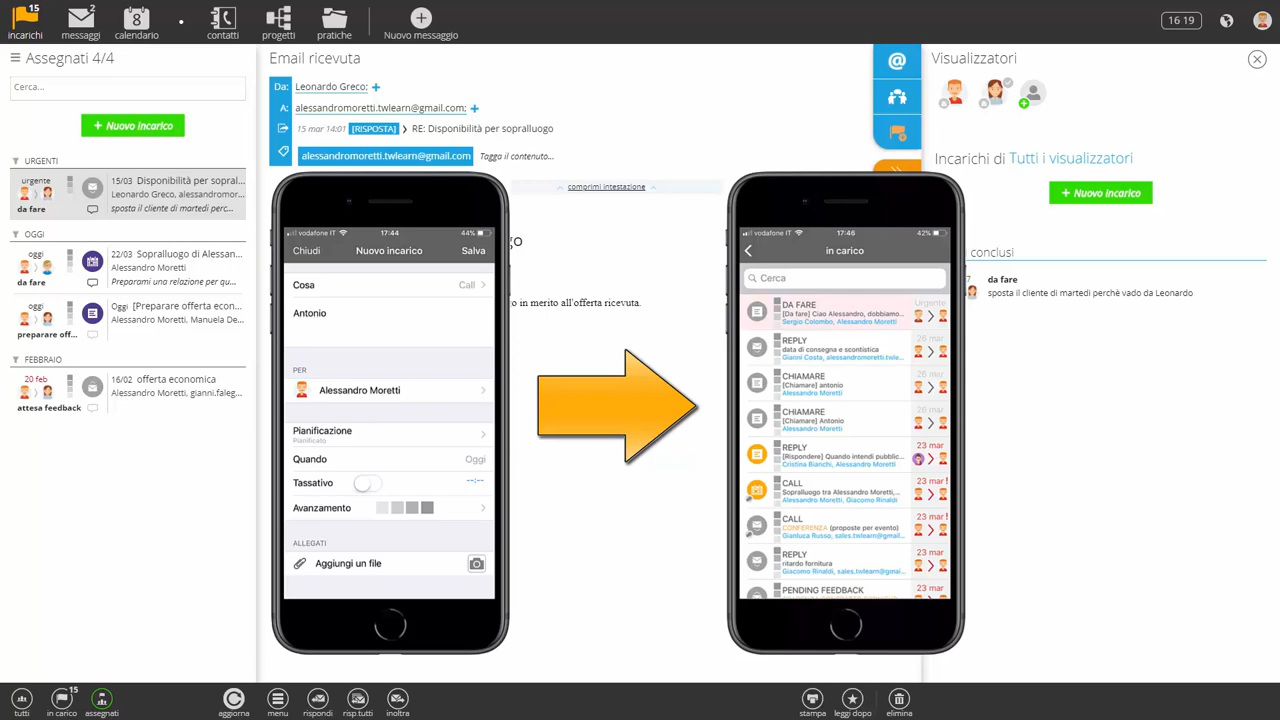 15
2
8
incarichi
messaggi
calendario
contatti
progetti
pratiche
Nuovo messaggio
16 19
Assegnati 4/4
Cerca...
+ Nuovo incarico
URGENTI
urgente
15/03 Disponibilità per sopral...
Leonardo Greco, alessandromor...
sposta il cliente di martedi perc...
da fare
OGGI
oggi
22/03 Sopralluogo di Alessan...
Alessandro Moretti
Preparami una relazione per qu...
da fare
oggi
Oggi [Preparare offerta econ...
Alessandro Moretti, Manuela De...
preparare off...
FEBBRAIO
20 feb
16/02 offerta economica
Alessandro Moretti, gianni.faleg...
attesa feedback
Email ricevuta
Da: Leonardo Greco; +
A: alessandromoretti.twlearn@gmail.com; +
15 mar 14:01 [RISPOSTA] RE: Disponibilità per sopralluogo
alessandromoretti.twlearn@gmail.com Tagga il contenuto...
comprimi intestazione
go
o in merito all'offerta ricevuta.
vodafone IT 17:44 44%
Chiudi Nuovo incarico Salva
Cosa Call
Antonio
PER
Alessandro Moretti
Pianificazione
Pianificato
Quando Oggi
Tassativo --:--
Avanzamento
ALLEGATI
Aggiungi un file
vodafone IT 17:46 42%
in carico
Cerca
DA FARE Urgente
[Da fare] Ciao Alessandro, dobbiamo...
Sergio Colombo, Alessandro Moretti
REPLY 26 mar
data di consegna e scontistica
Gianni Costa, alessandromoretti.twle...
CHIAMARE 26 mar
[Chiamare] antonio
Alessandro Moretti
CHIAMARE 26 mar
[Chiamare] Antonio
Alessandro Moretti
REPLY 23 mar
[Rispondere] Quando intendi pubblic...
Cristina Bianchi, Alessandro Moretti
CALL 23 mar !
Sopralluogo tra Alessandro Moretti,...
Alessandro Moretti, Giacomo Rinaldi
CALL 23 mar !
CONFERENZA (proposte per evento)
Gianluca Russo, sales.twlearn@gmail...
REPLY 23 mar
ritardo fornitura
Giacomo Rinaldi, sales.twlearn@gma...
PENDING FEEDBACK 23 mar
Visualizzatori
Incarichi di Tutti i visualizzatori
+ Nuovo incarico
conclusi
7 da fare
sposta il cliente di martedi perchè vado da Leonardo
tutti
15
in carico
assegnati
aggiorna
menu
rispondi
risp.tutti
inoltra
stampa
leggi dopo
elimina